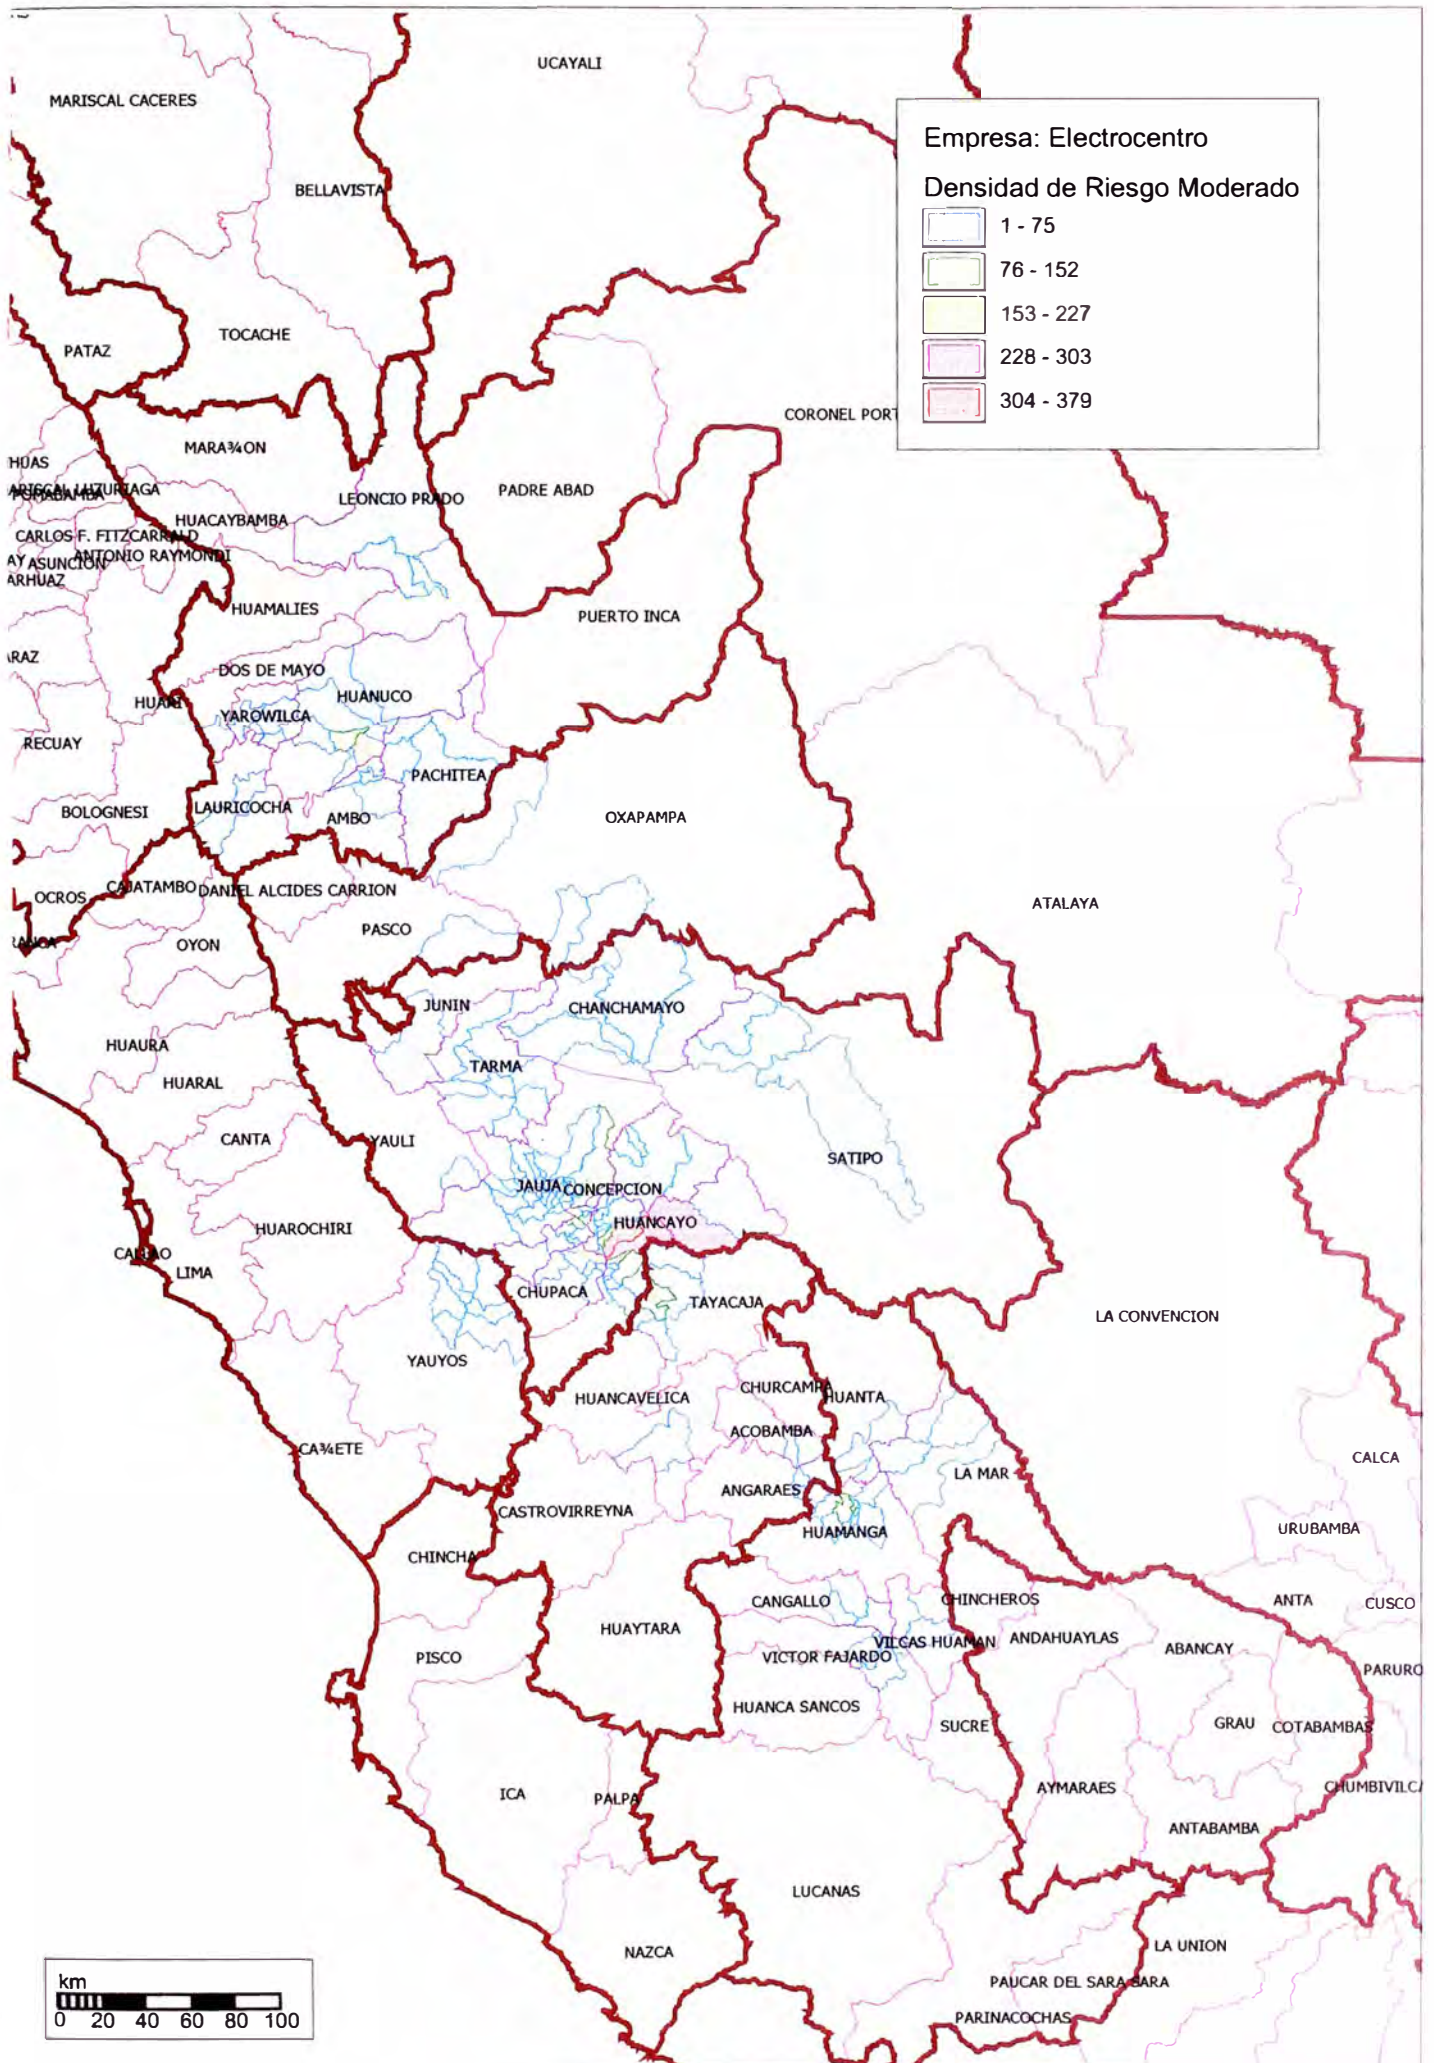 UCAYALI
MARISCAL CACERES
Empresa: Electrocentro
Densidad de Riesgo Moderado
1 - 75
76 - 152
153 - 227
228 - 303
304 - 379
BELLAVISTA
TOCACHE
PATAZ
CORONEL PORT
MARA¾ON
HUAS
LEONCIO PRADO
PADRE ABAD
POMABAMBA
HUACAYBAMBA
CARLOS F. FITZCARRALD
ANTONIO RAYMONDI
AY ASUNCION
ARHUAZ
HUAMALIES
PUERTO INCA
ARAZ
DOS DE MAYO
HUANUCO
HUARI
YAROWILCA
RECUAY
PACHITEA
LAURICOCHA
BOLOGNESI
AMBO
OXAPAMPA
CAJATAMBO
DANIEL ALCIDES CARRION
OCROS
ATALAYA
PASCO
RANCA
OYON
JUNIN
CHANCHAMAYO
HUAURA
TARMA
HUARAL
CANTA
YAULI
SATIPO
JAUJA
CONCEPCION
HUANCAYO
HUAROCHIRI
CALLAO
LIMA
CHUPACA
TAYACAJA
LA CONVENCION
YAUYOS
CHURCAMPA
HUANTA
HUANCAVELICA
ACOBAMBA
CA¾ETE
CALCA
LA MAR
ANGARAES
CASTROVIRREYNA
HUAMANGA
URUBAMBA
CHINCHA
CANGALLO
CHINCHEROS
ANTA
CUSCO
HUAYTARA
ANDAHUAYLAS
VILCAS HUAMAN
ABANCAY
PISCO
VICTOR FAJARDO
PARURO
HUANCA SANCOS
SUCRE
GRAU
COTABAMBAS
ICA
PALPA
AYMARAES
CHUMBIVILCA
ANTABAMBA
LUCANAS
LA UNION
NAZCA
PAUCAR DEL SARA SARA
PARINACOCHAS
km
0 20 40 60 80 100